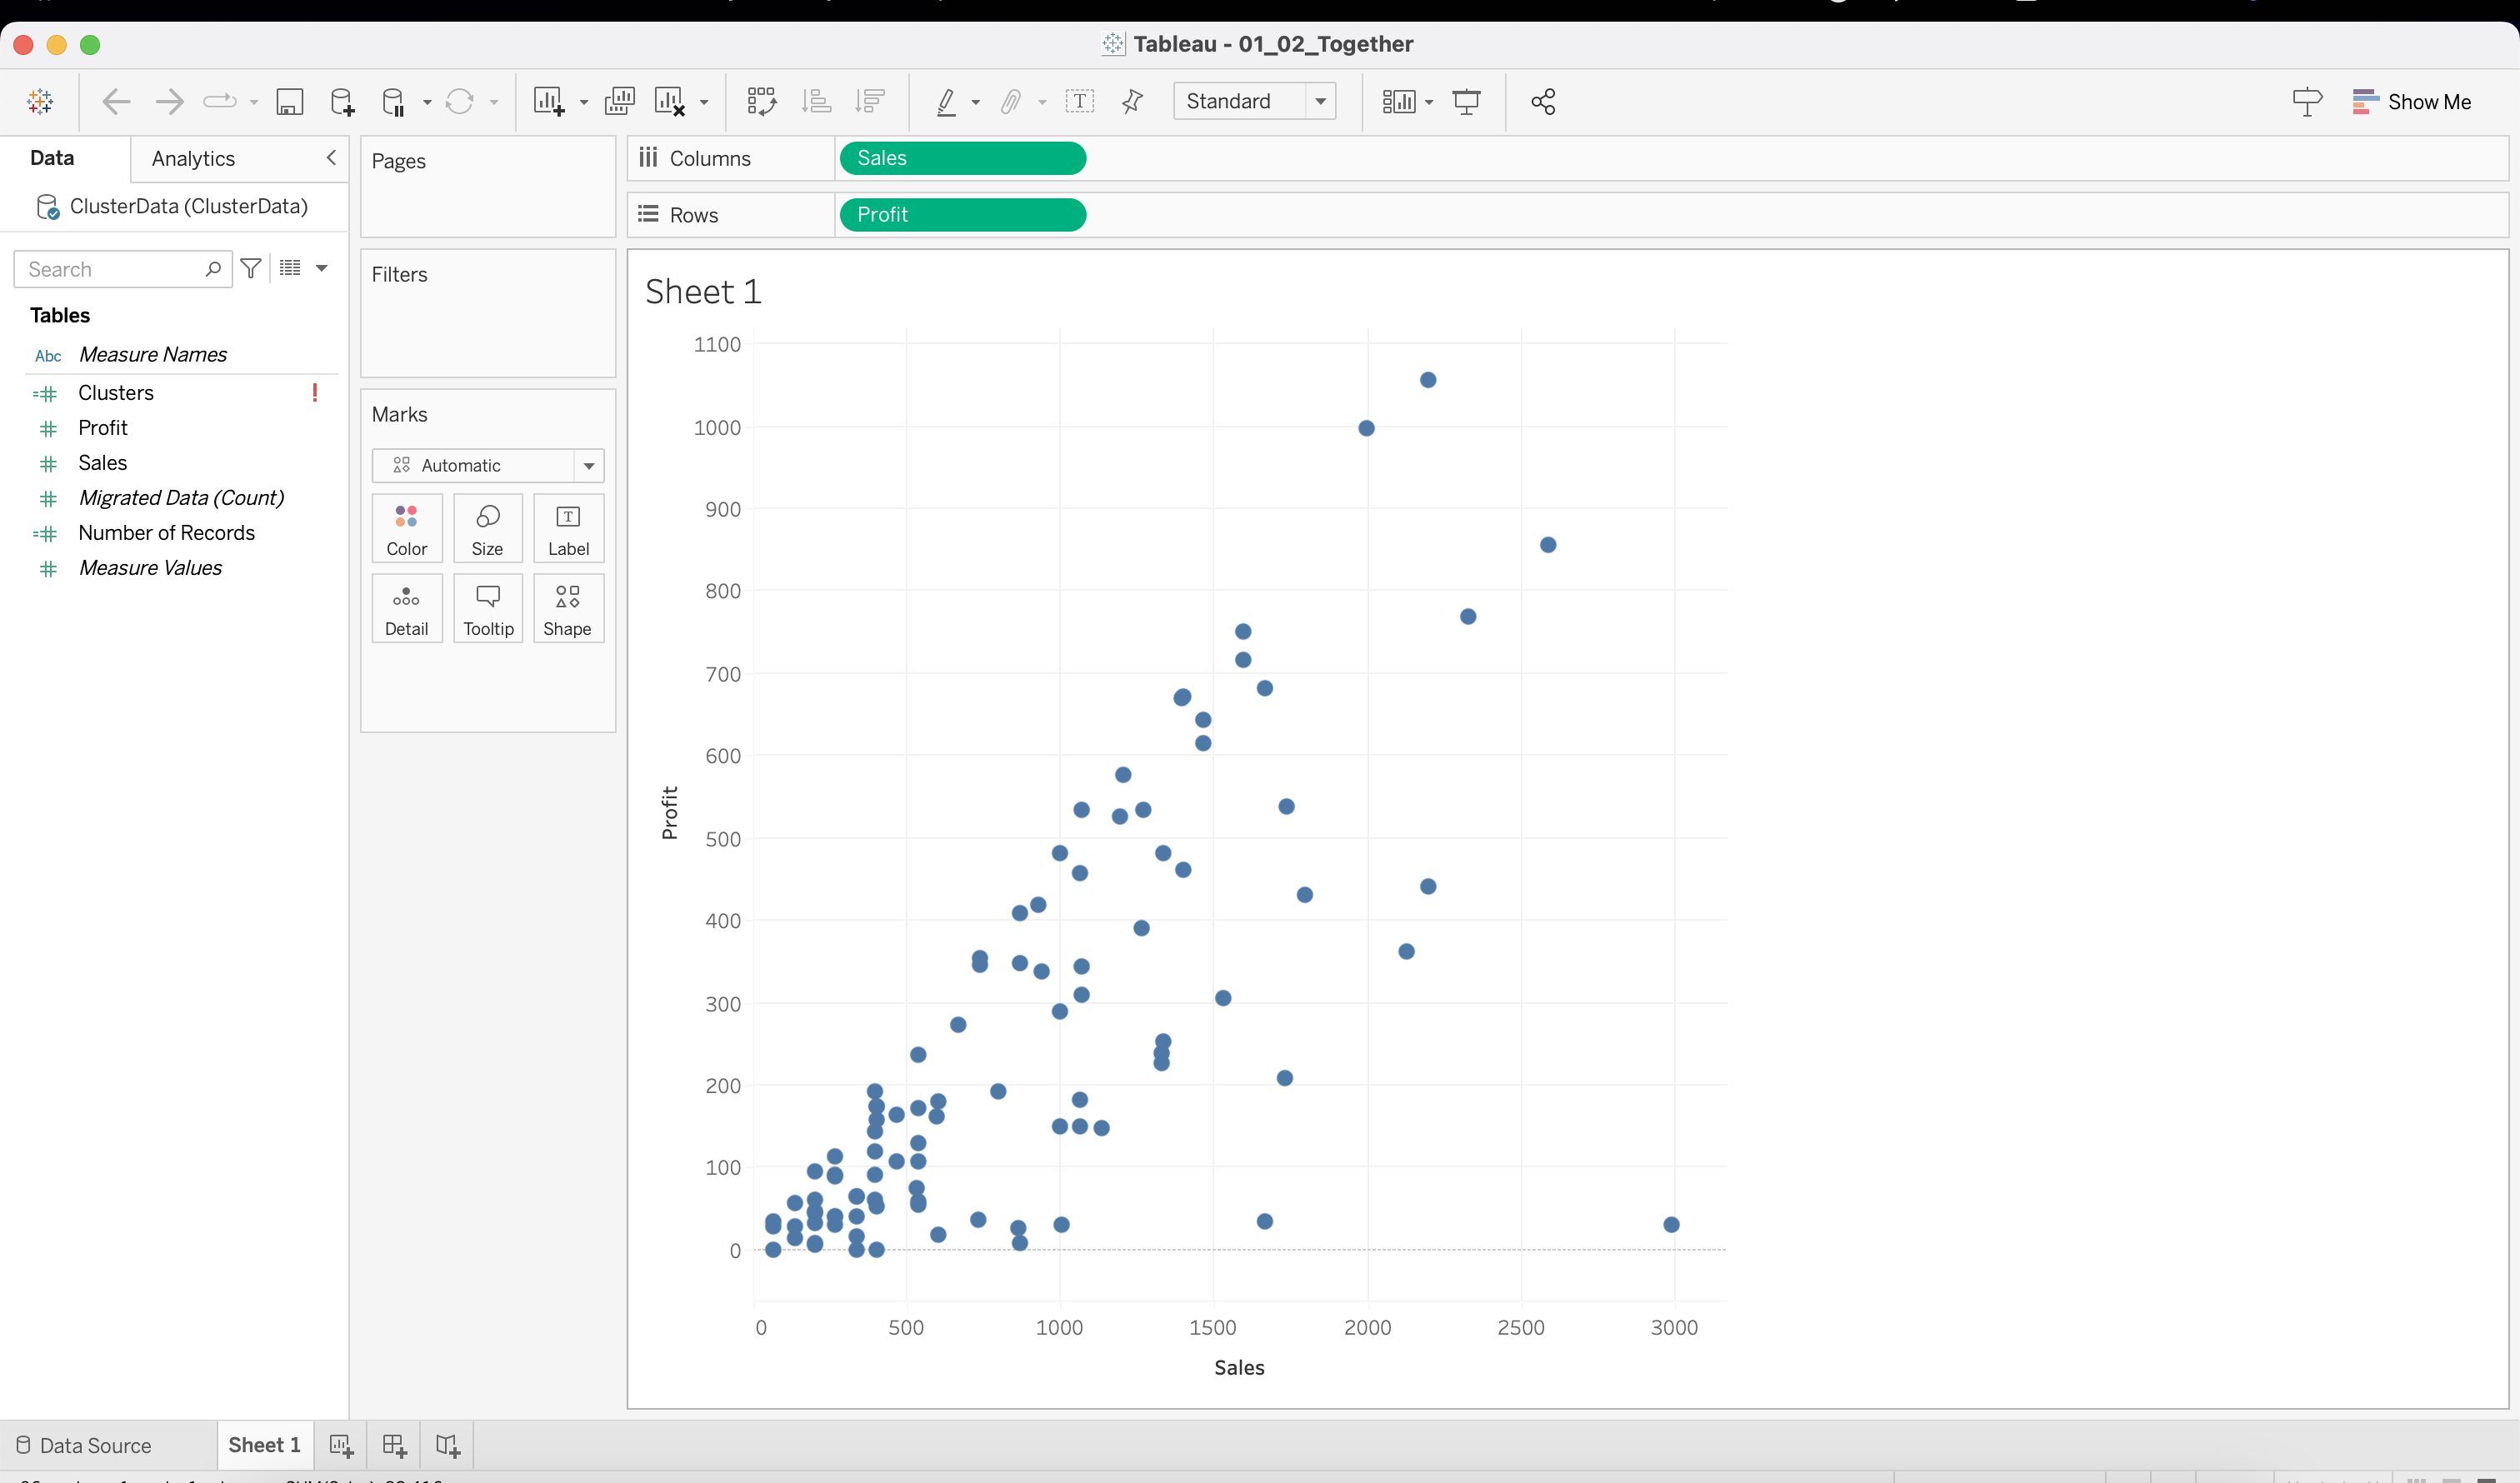 Tableau - 01_02_Together
Standard
Show Me
Data
Analytics
Pages
Columns
Sales
ClusterData (ClusterData)
Rows
Profit
Search
Filters
Sheet 1
Tables
Abc Measure Names
Clusters !
Profit
Sales
Migrated Data (Count)
Number of Records
Measure Values
Marks
Automatic
Color
Size
Label
Detail
Tooltip
Shape
1100
1000
900
800
700
600
500
400
300
200
100
0
Profit
0 500 1000 1500 2000 2500 3000
Sales
Data Source
Sheet 1